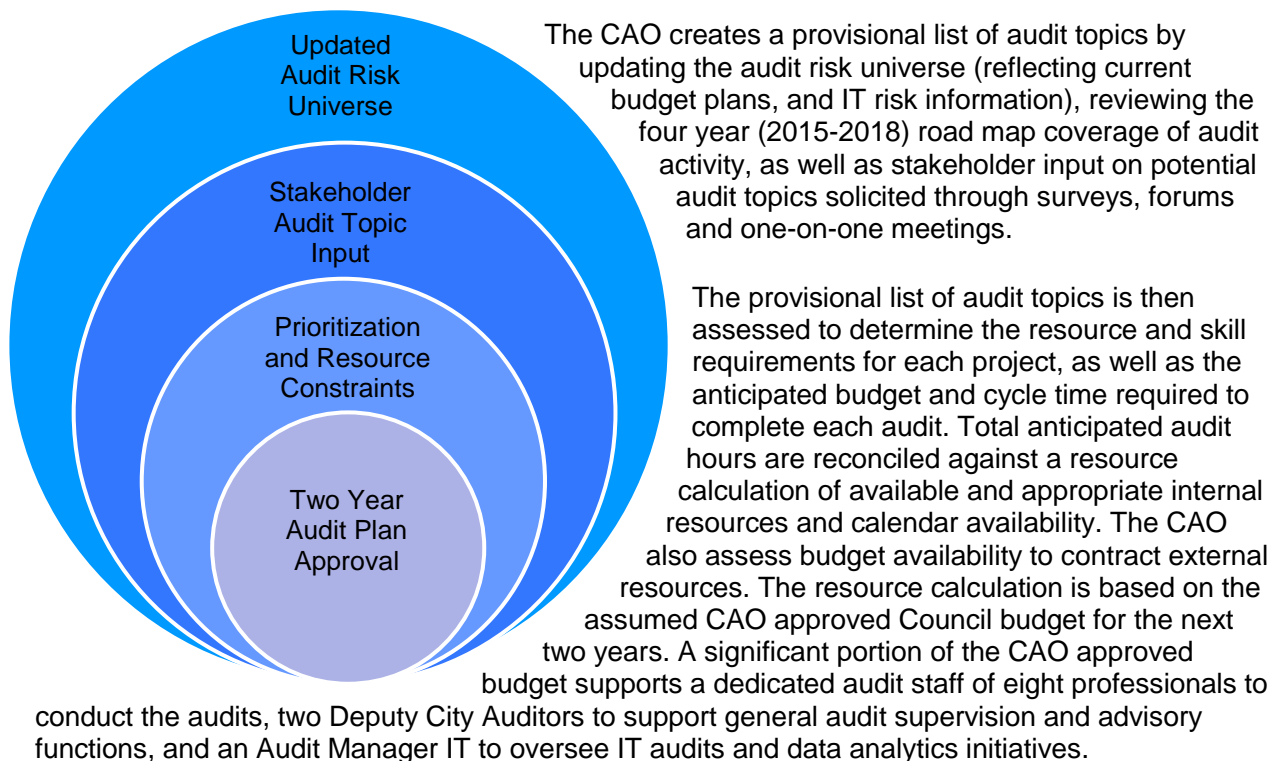 Updated
Audit Risk
Universe
Stakeholder
Audit Topic
Input
Prioritization
and Resource
Constraints
Two Year
Audit Plan
Approval
The CAO creates a provisional list of audit topics by
updating the audit risk universe (reflecting current
budget plans, and IT risk information), reviewing the
four year (2015-2018) road map coverage of audit
activity, as well as stakeholder input on potential
audit topics solicited through surveys, forums
and one-on-one meetings.
The provisional list of audit topics is then
assessed to determine the resource and skill
requirements for each project, as well as the
anticipated budget and cycle time required to
complete each audit. Total anticipated audit
hours are reconciled against a resource
calculation of available and appropriate internal
resources and calendar availability. The CAO
also assess budget availability to contract external
resources. The resource calculation is based on the
assumed CAO approved Council budget for the next
two years. A significant portion of the CAO approved
budget supports a dedicated audit staff of eight professionals to
conduct the audits, two Deputy City Auditors to support general audit supervision and advisory
functions, and an Audit Manager IT to oversee IT audits and data analytics initiatives.